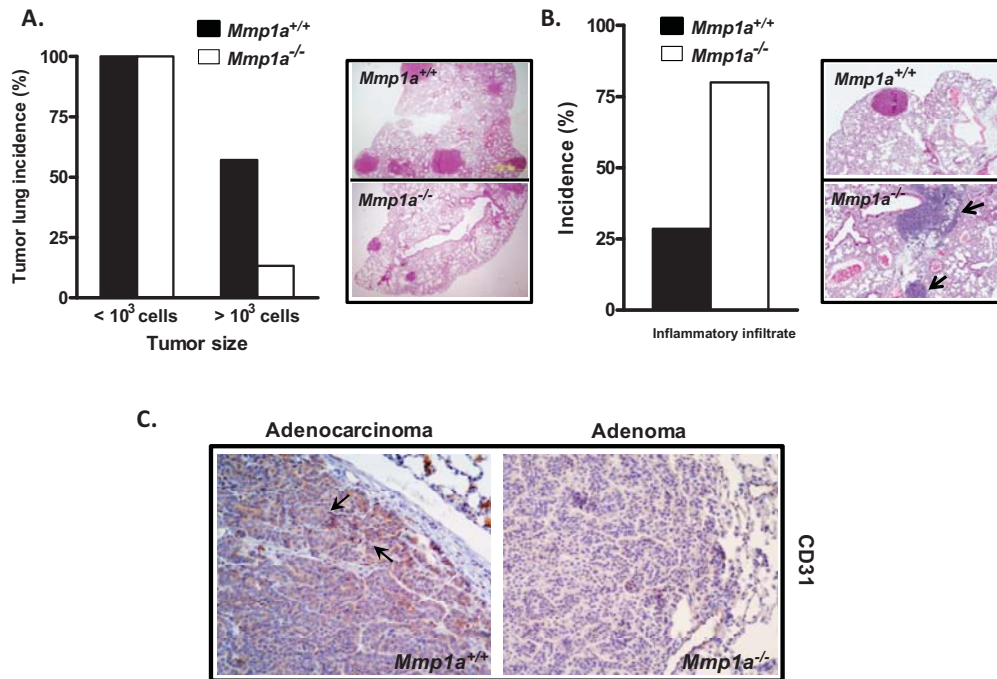 A.
Mmp1a+/+
Mmp1a-/-
Tumor lung incidence (%)
100
75
50
25
0
< 10³ cells
> 10³ cells
Tumor size
Mmp1a+/+
Mmp1a-/-
B.
Mmp1a+/+
Mmp1a-/-
Incidence (%)
100
75
50
25
0
Inflammatory infiltrate
Mmp1a+/+
Mmp1a-/-
C.
Adenocarcinoma
Adenoma
Mmp1a+/+
Mmp1a-/-
CD31